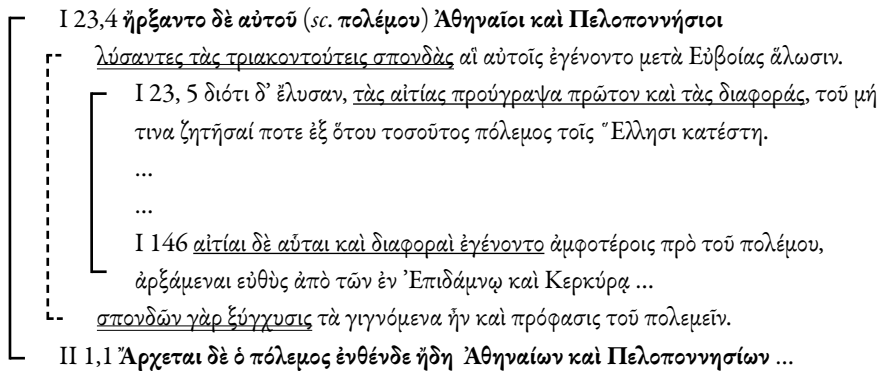 I 23,4 ἤρξαντο δὲ αὐτοῦ (sc. πολέμου) Ἀθηναῖοι καὶ Πελοποννήσιοι
λύσαντες τὰς τριακοντούτεις σπονδὰς αἳ αὐτοῖς ἐγένοντο μετὰ Εὐβοίας ἅλωσιν.
I 23, 5 διότι δ’ ἔλυσαν, τὰς αἰτίας προύγραψα πρῶτον καὶ τὰς διαφοράς, τοῦ μή
τινα ζητῆσαί ποτε ἐξ ὅτου τοσοῦτος πόλεμος τοῖς Ἕλλησι κατέστη.
...
...
I 146 αἰτίαι δὲ αὗται καὶ διαφοραὶ ἐγένοντο ἀμφοτέροις πρὸ τοῦ πολέμου,
ἀρξάμεναι εὐθὺς ἀπὸ τῶν ἐν Ἐπιδάμνῳ καὶ Κερκύρᾳ ...
σπονδῶν γὰρ ξύγχυσις τὰ γιγνόμενα ἦν καὶ πρόφασις τοῦ πολεμεῖν.
II 1,1 Ἄρχεται δὲ ὁ πόλεμος ἐνθένδε ἤδη Ἀθηναίων καὶ Πελοποννησίων ...